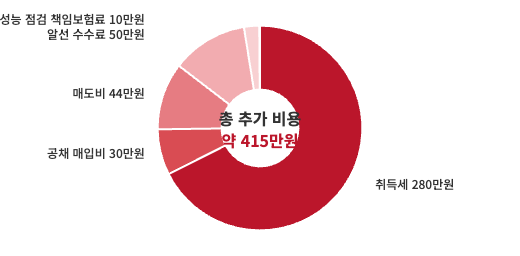 성능 점검 책임보험료 10만원
알선 수수료 50만원
매도비 44만원
총 추가 비용
약 415만원
공채 매입비 30만원
취득세 280만원